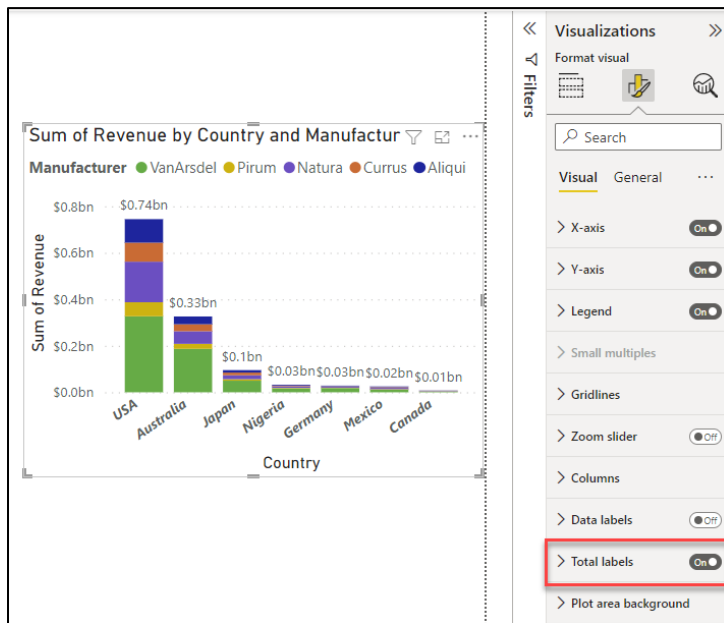 Sum of Revenue by Country and Manufactur
Manufacturer VanArsdel Pirum Natura Currus Aliqui
Sum of Revenue
$0.8bn
$0.6bn
$0.4bn
$0.2bn
$0.0bn
$0.74bn
$0.33bn
$0.1bn
$0.03bn
$0.03bn
$0.02bn
$0.01bn
USA
Australia
Japan
Nigeria
Germany
Mexico
Canada
Country
Filters
Visualizations
Format visual
Search
Visual General
X-axis On
Y-axis On
Legend On
Small multiples
Gridlines
Zoom slider Off
Columns
Data labels Off
Total labels On
Plot area background